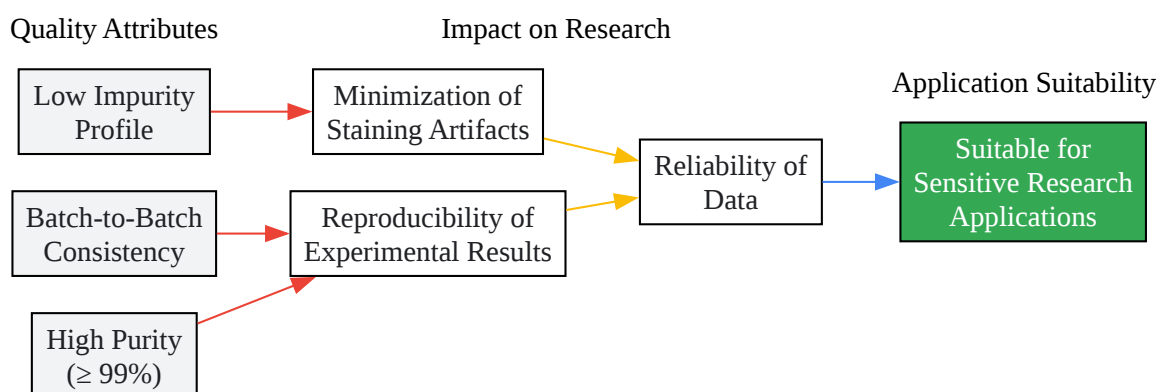 Quality Attributes
Impact on Research
Application Suitability
Low Impurity
Profile
Minimization of
Staining Artifacts
Batch-to-Batch
Consistency
Reproducibility of
Experimental Results
High Purity
(≥ 99%)
Reliability of
Data
Suitable for
Sensitive Research
Applications